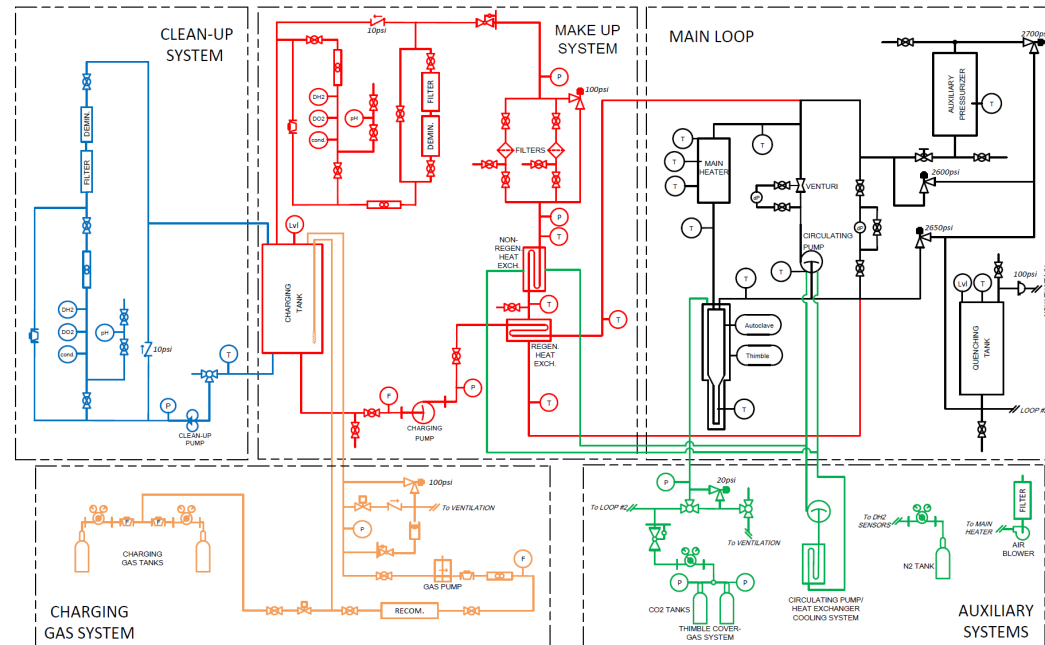 CLEAN-UP
SYSTEM
DEMIN.
FILTER
DH2
DO2
cond.
pH
10psi
P
T
CLEAN-UP
PUMP
MAKE UP
SYSTEM
10psi
DH2
DO2
cond.
pH
FILTER
DEMIN.
P
100psi
FILTERS
P
T
NON-
REGEN.
HEAT
EXCH.
T
REGEN.
HEAT
EXCH.
T
T
Lvl
CHARGING
TANK
F
P
CHARGING
PUMP
MAIN LOOP
2700psi
AUXILIARY
PRESSURIZER
T
T
T
T
T
MAIN
HEATER
T
VENTURI
dP
dP
CIRCULATING
PUMP
T
T
2600psi
2650psi
Autoclave
Thimble
T
Lvl
T
100psi
QUENCHING
TANK
LOOP #
CHARGING
GAS TANKS
F
F
CHARGING
GAS SYSTEM
100psi
To VENTILATION
P
GAS PUMP
F
RECOM.
P
20psi
To LOOP #2
To VENTILATION
P
P
CO2 TANKS
THIMBLE COVER-
GAS SYSTEM
CIRCULATING PUMP/
HEAT EXCHANGER
COOLING SYSTEM
To DH2
SENSORS
N2 TANK
FILTER
To MAIN
HEATER
AIR
BLOWER
AUXILIARY
SYSTEMS